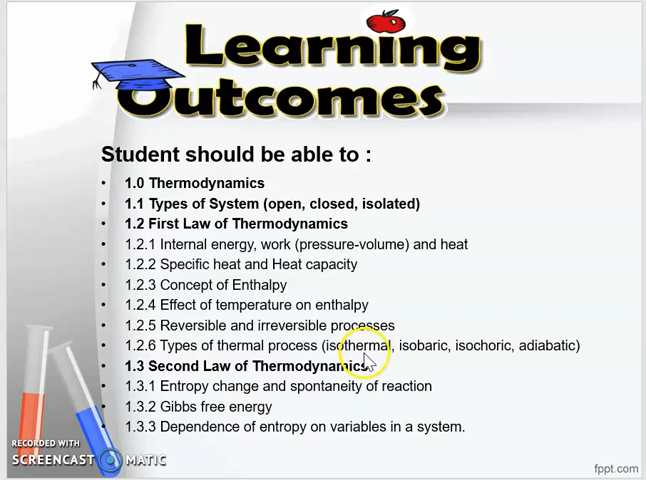 Learning
Outcomes
Student should be able to :
• 1.0 Thermodynamics
• 1.1 Types of System (open, closed, isolated)
• 1.2 First Law of Thermodynamics
• 1.2.1 Internal energy, work (pressure-volume) and heat
• 1.2.2 Specific heat and Heat capacity
• 1.2.3 Concept of Enthalpy
• 1.2.4 Effect of temperature on enthalpy
• 1.2.5 Reversible and irreversible processes
• 1.2.6 Types of thermal process (isothermal, isobaric, isochoric, adiabatic)
• 1.3 Second Law of Thermodynamics
• 1.3.1 Entropy change and spontaneity of reaction
• 1.3.2 Gibbs free energy
• 1.3.3 Dependence of entropy on variables in a system.
RECORDED WITH
SCREENCAST MATIC
fppt.com